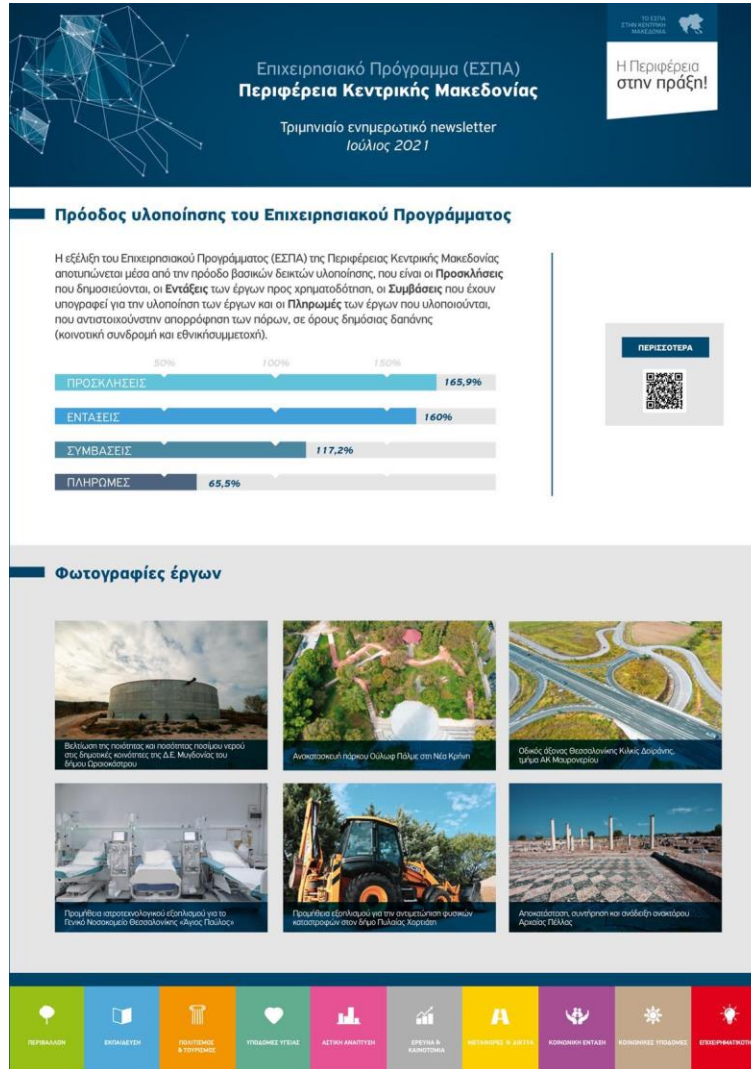 ΤΟ ΕΣΠΑ
ΣΤΗΝ ΚΕΝΤΡΙΚΗ
ΜΑΚΕΔΟΝΙΑ
Η Περιφέρεια
στην πράξη!
Επιχειρησιακό Πρόγραμμα (ΕΣΠΑ)
Περιφέρεια Κεντρικής Μακεδονίας
Τριμηνιαίο ενημερωτικό newsletter
Ιούλιος 2021
Πρόοδος υλοποίησης του Επιχειρησιακού Προγράμματος
Η εξέλιξη του Επιχειρησιακού Προγράμματος (ΕΣΠΑ) της Περιφέρειας Κεντρικής Μακεδονίας
αποτυπώνεται μέσα από την πρόοδο βασικών δεικτών υλοποίησης, που είναι οι Προσκλήσεις
που δημοσιεύονται, οι Εντάξεις των έργων προς χρηματοδότηση, οι Συμβάσεις που έχουν
υπογραφεί για την υλοποίηση των έργων και οι Πληρωμές των έργων που υλοποιούνται,
που αντιστοιχούνστην απορρόφηση των πόρων, σε όρους δημόσιας δαπάνης
(κοινοτική συνδρομή και εθνικήσυμμετοχή).
50% 100% 150%
ΠΡΟΣΚΛΗΣΕΙΣ 165,9%
ΕΝΤΑΞΕΙΣ 160%
ΣΥΜΒΑΣΕΙΣ 117,2%
ΠΛΗΡΩΜΕΣ 65,5%
ΠΕΡΙΣΣΟΤΕΡΑ
Φωτογραφίες έργων
Βελτίωση της ποιότητας και ποσότητας ποσίμου νερού
στις δημοτικές κοινότητες της Δ.Ε. Μυγδονίας του
δήμου Ωραιοκάστρου
Ανακατασκευή πάρκου Ούλωφ Πάλμε στη Νέα Κρήνη
Οδικός άξονας Θεσσαλονίκης Κιλκίς Δοϊράνης,
τμήμα ΑΚ Μαυρονερίου
Προμήθεια ιατροτεχνολογικού εξοπλισμού για το
Γενικό Νοσοκομείο Θεσσαλονίκης «Άγιος Παύλος»
Προμήθεια εξοπλισμού για την αντιμετώπιση φυσικών
καταστροφών στον δήμο Πυλαίας Χορτιάτη
Αποκατάσταση, συντήρηση και ανάδειξη ανακτόρου
Αρχαίας Πέλλας
ΠΕΡΙΒΑΛΛΟΝ
ΕΚΠΑΙΔΕΥΣΗ
ΠΟΛΙΤΙΣΜΟΣ
& ΤΟΥΡΙΣΜΟΣ
ΥΠΟΔΟΜΕΣ ΥΓΕΙΑΣ
ΑΣΤΙΚΗ ΑΝΑΠΤΥΞΗ
ΕΡΕΥΝΑ &
ΚΑΙΝΟΤΟΜΙΑ
ΜΕΤΑΦΟΡΕΣ & ΔΙΚΤΥΑ
ΚΟΙΝΩΝΙΚΗ ΕΝΤΑΞΗ
ΚΟΙΝΩΝΙΚΕΣ ΥΠΟΔΟΜΕΣ
ΕΠΙΧΕΙΡΗΜΑΤΙΚΟΤΗ